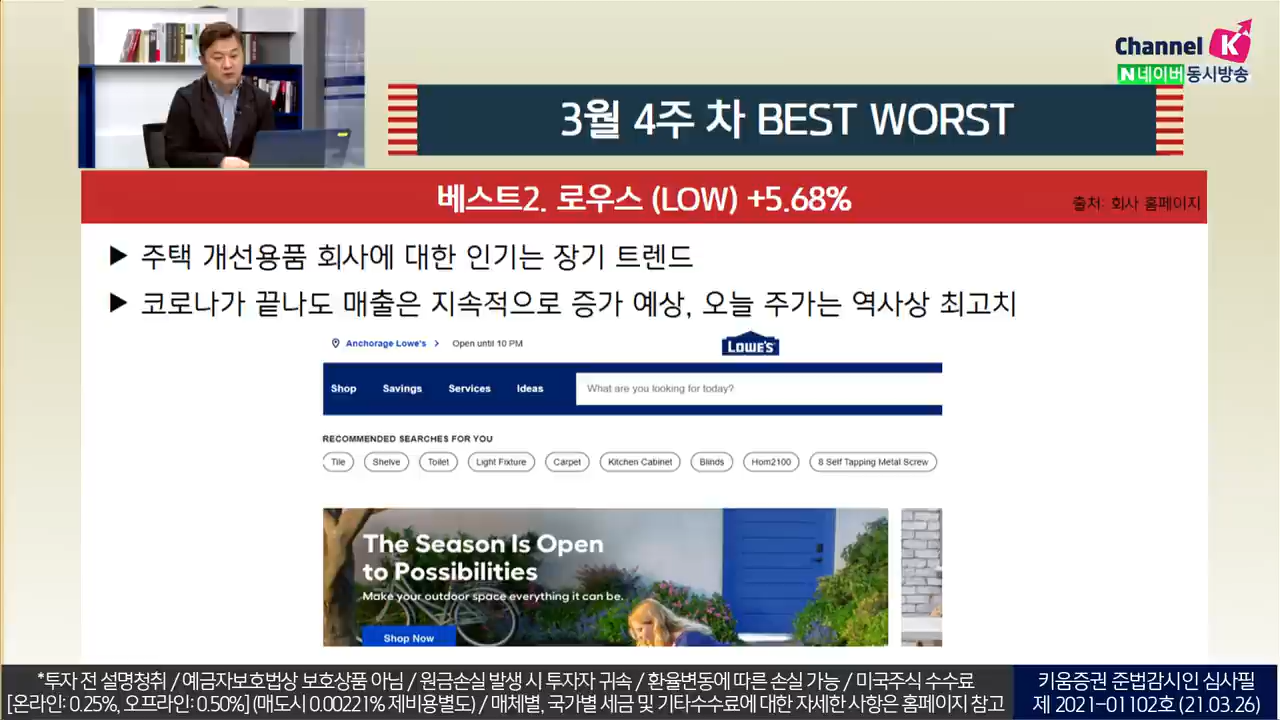 Channel K
N 네이버 동시방송
3월 4주 차 BEST WORST
베스트2. 로우스 (LOW) +5.68%
출처: 회사 홈페이지
▶ 주택 개선용품 회사에 대한 인기는 장기 트렌드
▶ 코로나가 끝나도 매출은 지속적으로 증가 예상, 오늘 주가는 역사상 최고치
Anchorage Lowe's > Open until 10 PM
LOWE'S
Shop Savings Services Ideas What are you looking for today?
RECOMMENDED SEARCHES FOR YOU
Tile Shelve Toilet Light Fixture Carpet Kitchen Cabinet Blinds Hom2100 8 Self Tapping Metal Screw
The Season Is Open
to Possibilities
Make your outdoor space everything it can be.
Shop Now
*투자 전 설명청취 / 예금자보호법상 보호상품 아님 / 원금손실 발생 시 투자자 귀속 / 환율변동에 따른 손실 가능 / 미국주식 수수료
[온라인: 0.25%, 오프라인: 0.50%] (매도시 0.00221% 제비용별도) / 매체별, 국가별 세금 및 기타수수료에 대한 자세한 사항은 홈페이지 참고
키움증권 준법감시인 심사필
제 2021-01102호 (21.03.26)